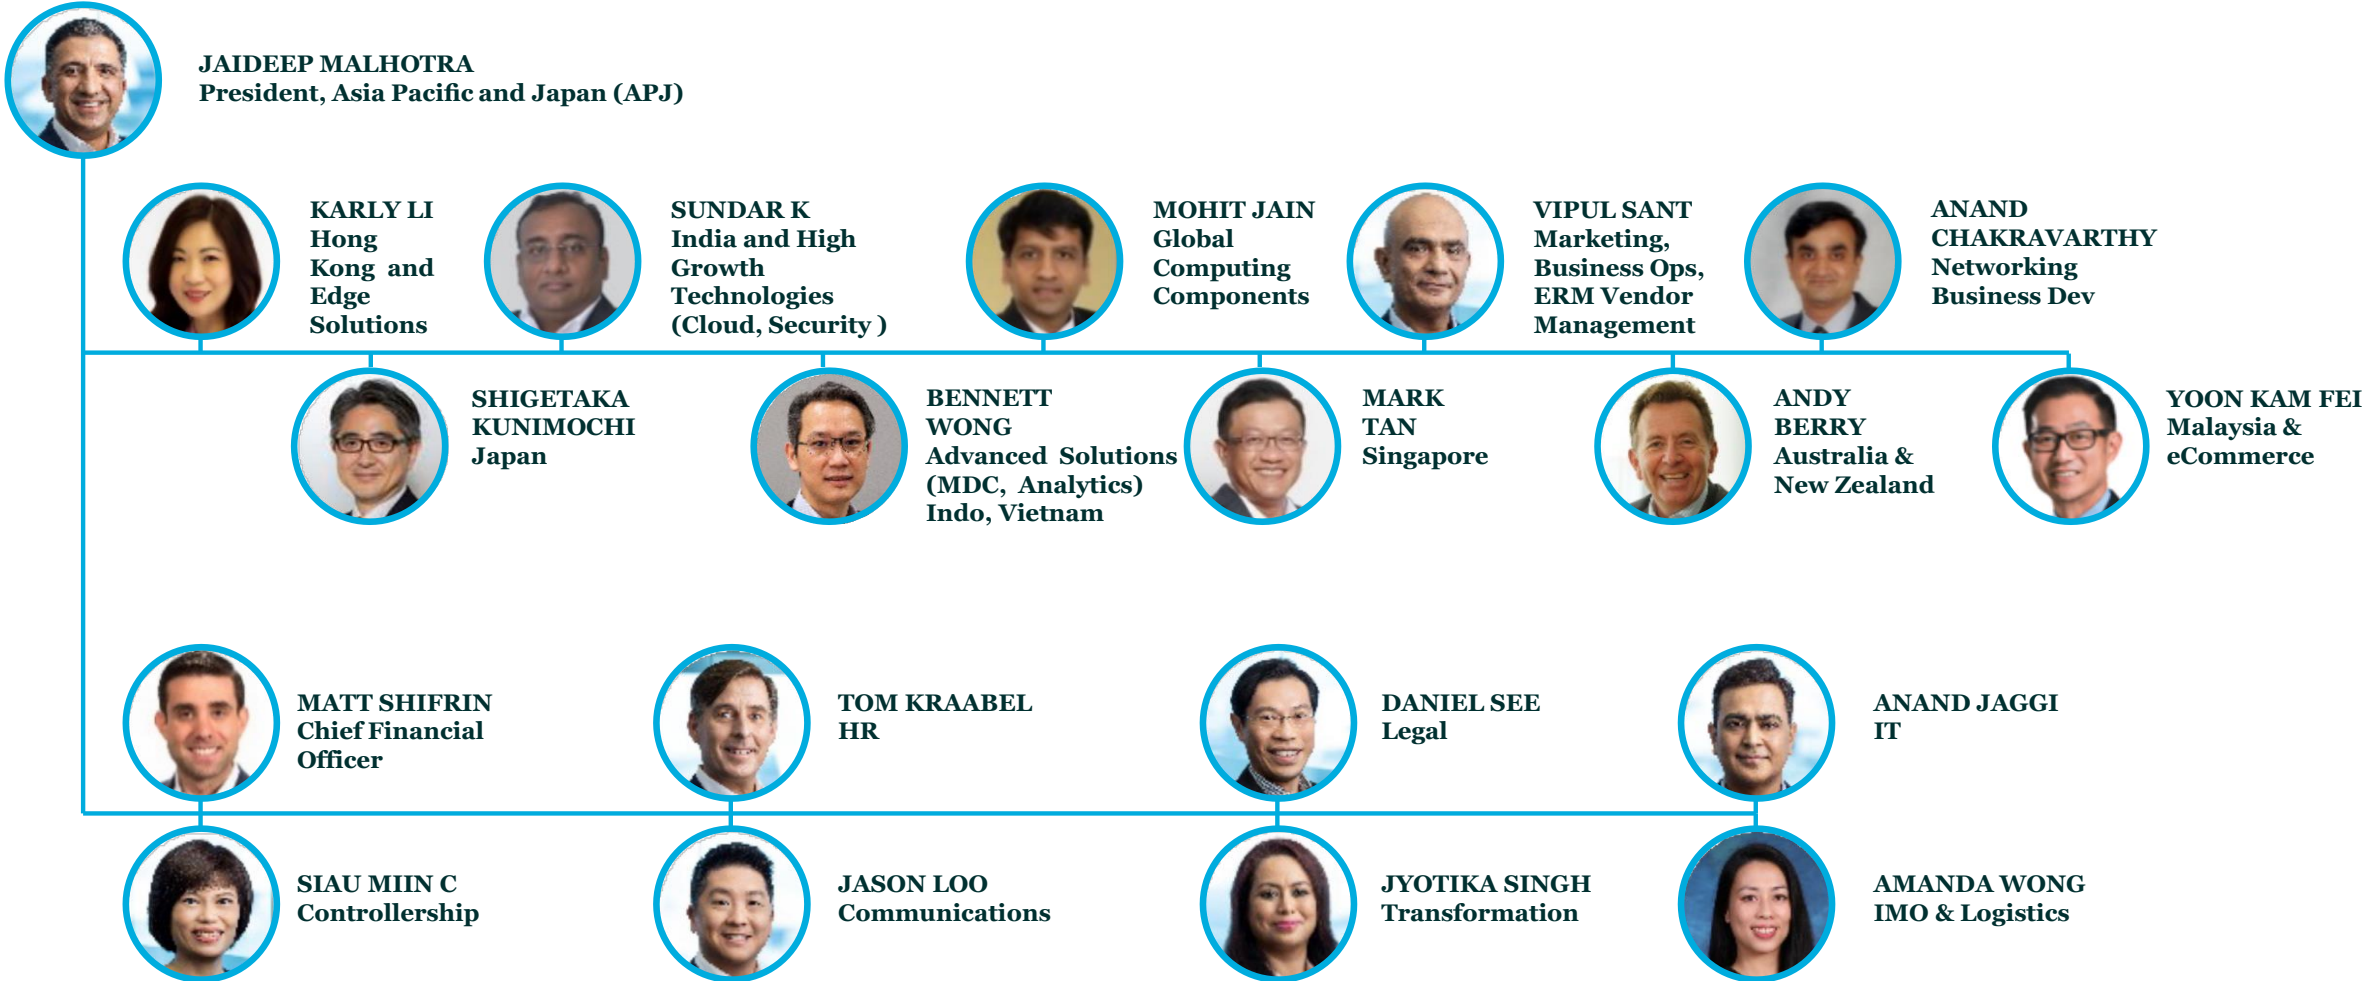 JAIDEEP MALHOTRA
President, Asia Pacific and Japan (APJ)
KARLY LI
Hong
Kong and
Edge
Solutions
SUNDAR K
India and High
Growth
Technologies
(Cloud, Security )
MOHIT JAIN
Global
Computing
Components
VIPUL SANT
Marketing,
Business Ops,
ERM Vendor
Management
ANAND
CHAKRAVARTHY
Networking
Business Dev
SHIGETAKA
KUNIMOCHI
Japan
BENNETT
WONG
Advanced Solutions
(MDC, Analytics)
Indo, Vietnam
MARK
TAN
Singapore
ANDY
BERRY
Australia &
New Zealand
YOON KAM FEI
Malaysia &
eCommerce
MATT SHIFRIN
Chief Financial
Officer
TOM KRAABEL
HR
DANIEL SEE
Legal
ANAND JAGGI
IT
SIAU MIIN C
Controllership
JASON LOO
Communications
JYOTIKA SINGH
Transformation
AMANDA WONG
IMO & Logistics